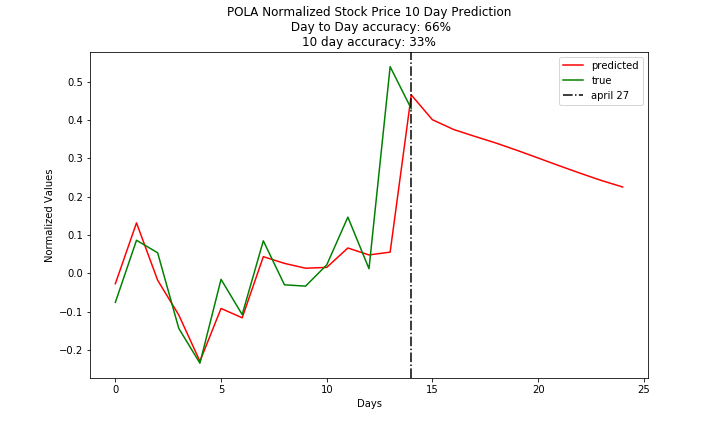 POLA Normalized Stock Price 10 Day Prediction
Day to Day accuracy: 66%
10 day accuracy: 33%
predicted
true
april 27
0.5
0.4
0.3
0.2
0.1
0.0
−0.1
−0.2
Normalized Values
0 5 10 15 20 25
Days